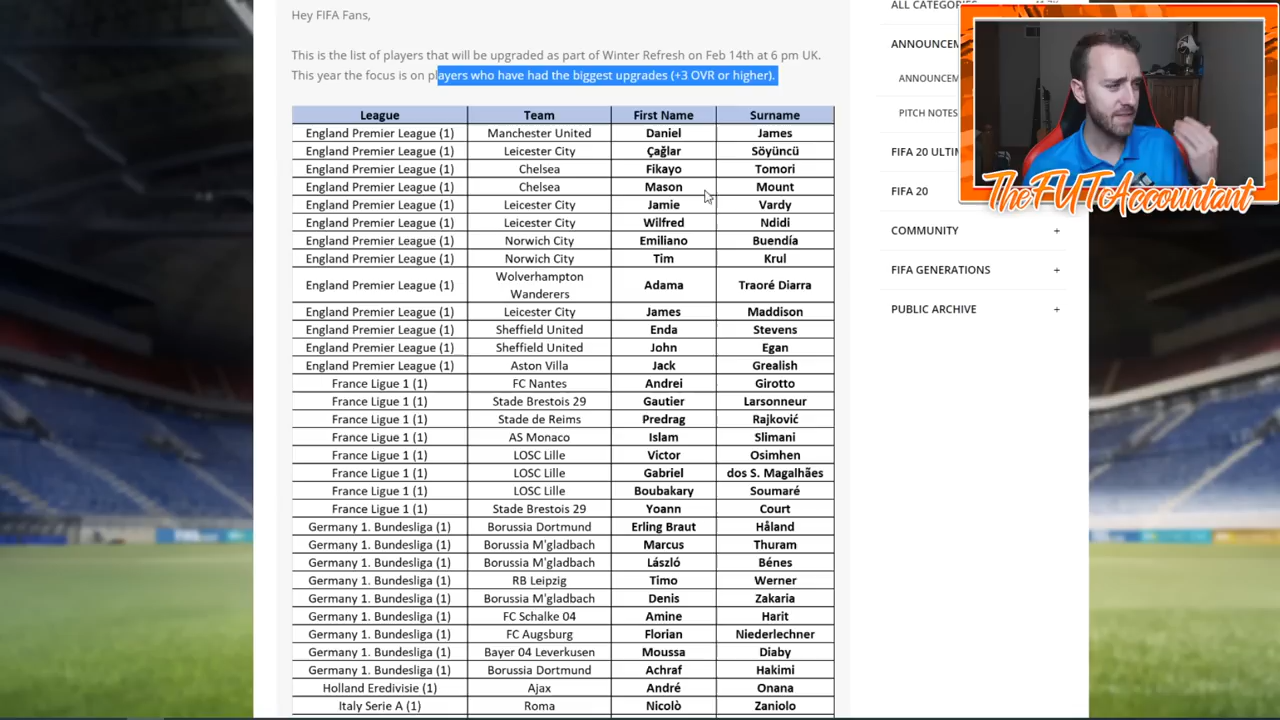 Hey FIFA Fans,
This is the list of players that will be upgraded as part of Winter Refresh on Feb 14th at 6 pm UK.
This year the focus is on players who have had the biggest upgrades (+3 OVR or higher).
League Team First Name Surname
England Premier League (1) Manchester United Daniel James
England Premier League (1) Leicester City Çağlar Söyüncü
England Premier League (1) Chelsea Fikayo Tomori
England Premier League (1) Chelsea Mason Mount
England Premier League (1) Leicester City Jamie Vardy
England Premier League (1) Leicester City Wilfred Ndidi
England Premier League (1) Norwich City Emiliano Buendía
England Premier League (1) Norwich City Tim Krul
England Premier League (1) Wolverhampton Wanderers Adama Traoré Diarra
England Premier League (1) Leicester City James Maddison
England Premier League (1) Sheffield United Enda Stevens
England Premier League (1) Sheffield United John Egan
England Premier League (1) Aston Villa Jack Grealish
France Ligue 1 (1) FC Nantes Andrei Girotto
France Ligue 1 (1) Stade Brestois 29 Gautier Larsonneur
France Ligue 1 (1) Stade de Reims Predrag Rajković
France Ligue 1 (1) AS Monaco Islam Slimani
France Ligue 1 (1) LOSC Lille Victor Osimhen
France Ligue 1 (1) LOSC Lille Gabriel dos S. Magalhães
France Ligue 1 (1) LOSC Lille Boubakary Soumaré
France Ligue 1 (1) Stade Brestois 29 Yoann Court
Germany 1. Bundesliga (1) Borussia Dortmund Erling Braut Håland
Germany 1. Bundesliga (1) Borussia M'gladbach Marcus Thuram
Germany 1. Bundesliga (1) Borussia M'gladbach László Bénes
Germany 1. Bundesliga (1) RB Leipzig Timo Werner
Germany 1. Bundesliga (1) Borussia M'gladbach Denis Zakaria
Germany 1. Bundesliga (1) FC Schalke 04 Amine Harit
Germany 1. Bundesliga (1) FC Augsburg Florian Niederlechner
Germany 1. Bundesliga (1) Bayer 04 Leverkusen Moussa Diaby
Germany 1. Bundesliga (1) Borussia Dortmund Achraf Hakimi
Holland Eredivisie (1) Ajax André Onana
Italy Serie A (1) Roma Nicolò Zaniolo
ALL CATEG
ANNOUNCEM
ANNOUNCEM
PITCH NOTES
FIFA 20 ULTI
FIFA 20
COMMUNITY +
FIFA GENERATIONS +
PUBLIC ARCHIVE +
TheFUTAccountant